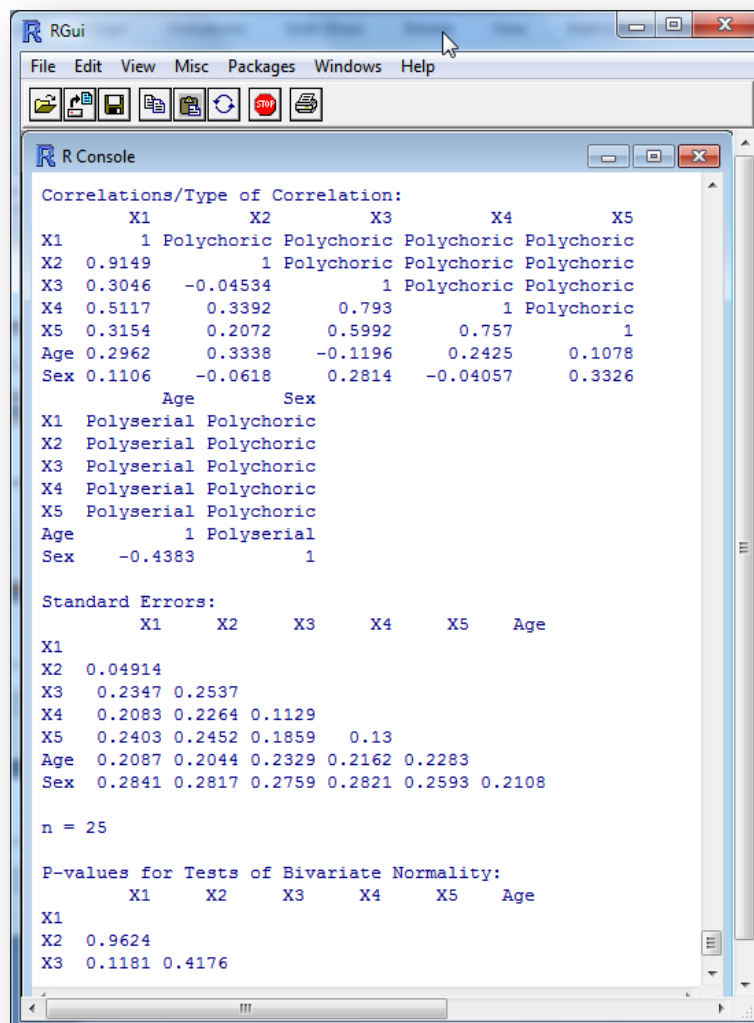 RGui
File Edit View Misc Packages Windows Help
STOP
R Console
Correlations/Type of Correlation:
X1 X2 X3 X4 X5
X1 1 Polychoric Polychoric Polychoric Polychoric
X2 0.9149 1 Polychoric Polychoric Polychoric
X3 0.3046 -0.04534 1 Polychoric Polychoric
X4 0.5117 0.3392 0.793 1 Polychoric
X5 0.3154 0.2072 0.5992 0.757 1
Age 0.2962 0.3338 -0.1196 0.2425 0.1078
Sex 0.1106 -0.0618 0.2814 -0.04057 0.3326
Age Sex
X1 Polyserial Polychoric
X2 Polyserial Polychoric
X3 Polyserial Polychoric
X4 Polyserial Polychoric
X5 Polyserial Polychoric
Age 1 Polyserial
Sex -0.4383 1
Standard Errors:
X1 X2 X3 X4 X5 Age
X1
X2 0.04914
X3 0.2347 0.2537
X4 0.2083 0.2264 0.1129
X5 0.2403 0.2452 0.1859 0.13
Age 0.2087 0.2044 0.2329 0.2162 0.2283
Sex 0.2841 0.2817 0.2759 0.2821 0.2593 0.2108
n = 25
P-values for Tests of Bivariate Normality:
X1 X2 X3 X4 X5 Age
X1
X2 0.9624
X3 0.1181 0.4176